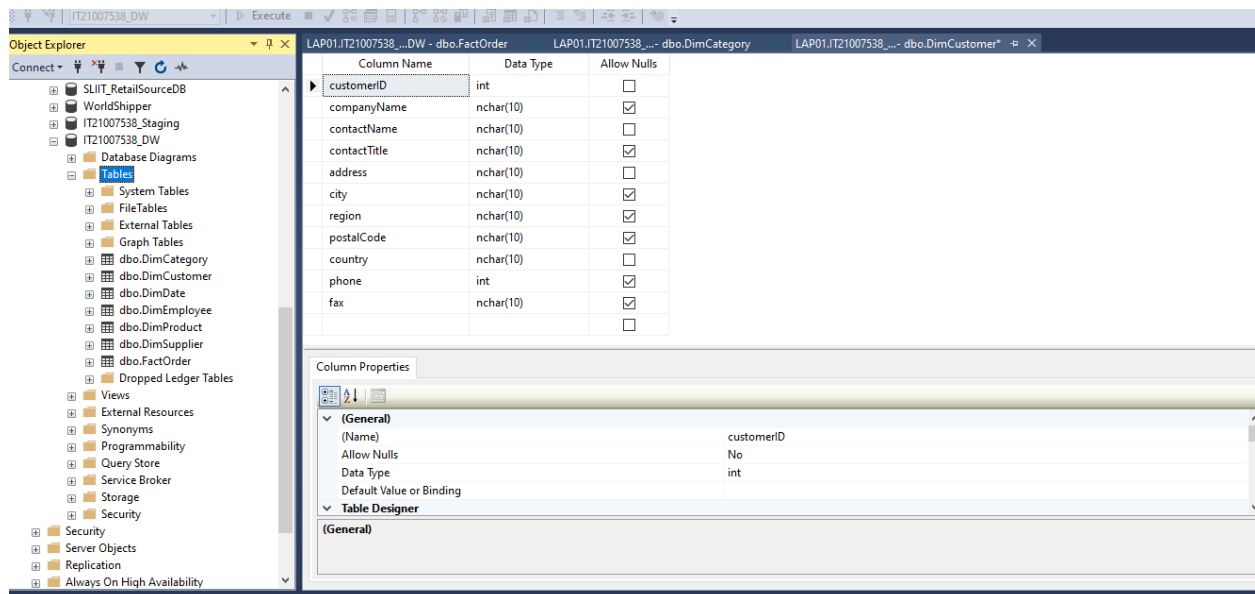 IT21007538_DW Execute
Object Explorer
Connect
SLIIT_RetailSourceDB
WorldShipper
IT21007538_Staging
IT21007538_DW
Database Diagrams
Tables
System Tables
FileTables
External Tables
Graph Tables
dbo.DimCategory
dbo.DimCustomer
dbo.DimDate
dbo.DimEmployee
dbo.DimProduct
dbo.DimSupplier
dbo.FactOrder
Dropped Ledger Tables
Views
External Resources
Synonyms
Programmability
Query Store
Service Broker
Storage
Security
Security
Server Objects
Replication
Always On High Availability
LAP01.IT21007538_...DW - dbo.FactOrder LAP01.IT21007538_...- dbo.DimCategory LAP01.IT21007538_...- dbo.DimCustomer*
Column Name Data Type Allow Nulls
customerID int
companyName nchar(10)
contactName nchar(10)
contactTitle nchar(10)
address nchar(10)
city nchar(10)
region nchar(10)
postalCode nchar(10)
country nchar(10)
phone int
fax nchar(10)
Column Properties
(General)
(Name) customerID
Allow Nulls No
Data Type int
Default Value or Binding
Table Designer
(General)